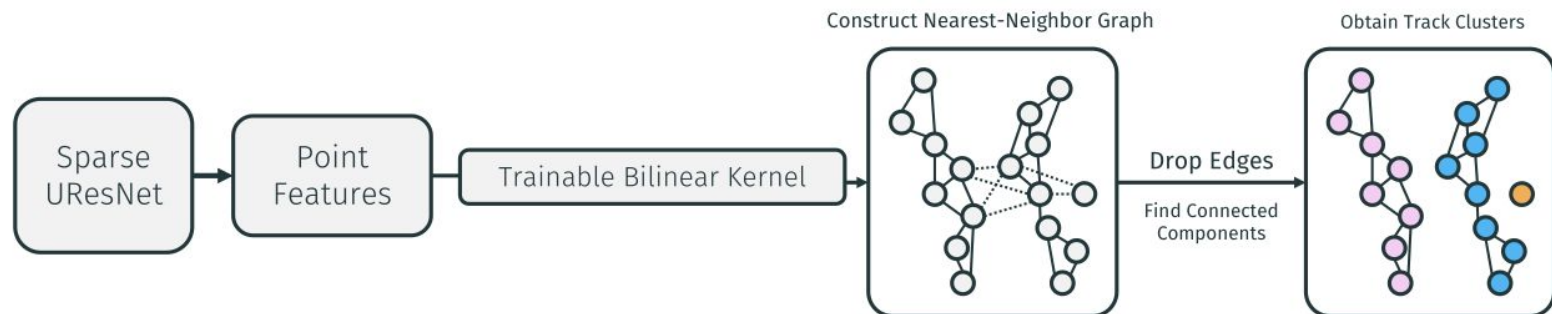 Construct Nearest-Neighbor Graph
Obtain Track Clusters
Sparse
UResNet
Point
Features
Trainable Bilinear Kernel
Drop Edges
Find Connected
Components